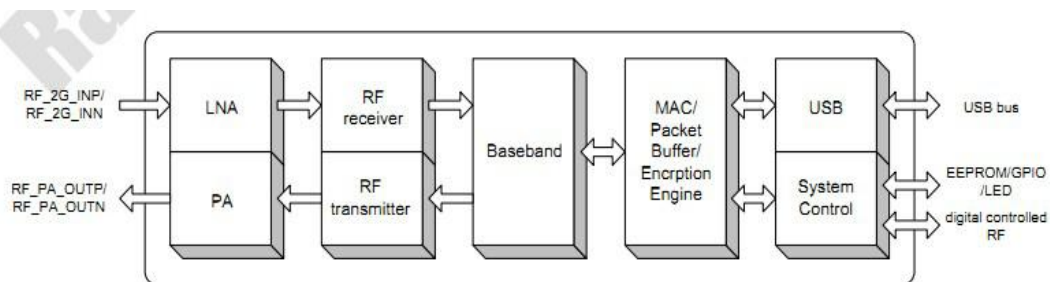 RF_2G_INP/
RF_2G_INN
LNA
RF
receiver
Baseband
MAC/
Packet
Buffer/
Encrption
Engine
USB
USB bus
RF_PA_OUTP/
RF_PA_OUTN
PA
RF
transmitter
System
Control
EEPROM/GPIO
/LED
digital controlled
RF